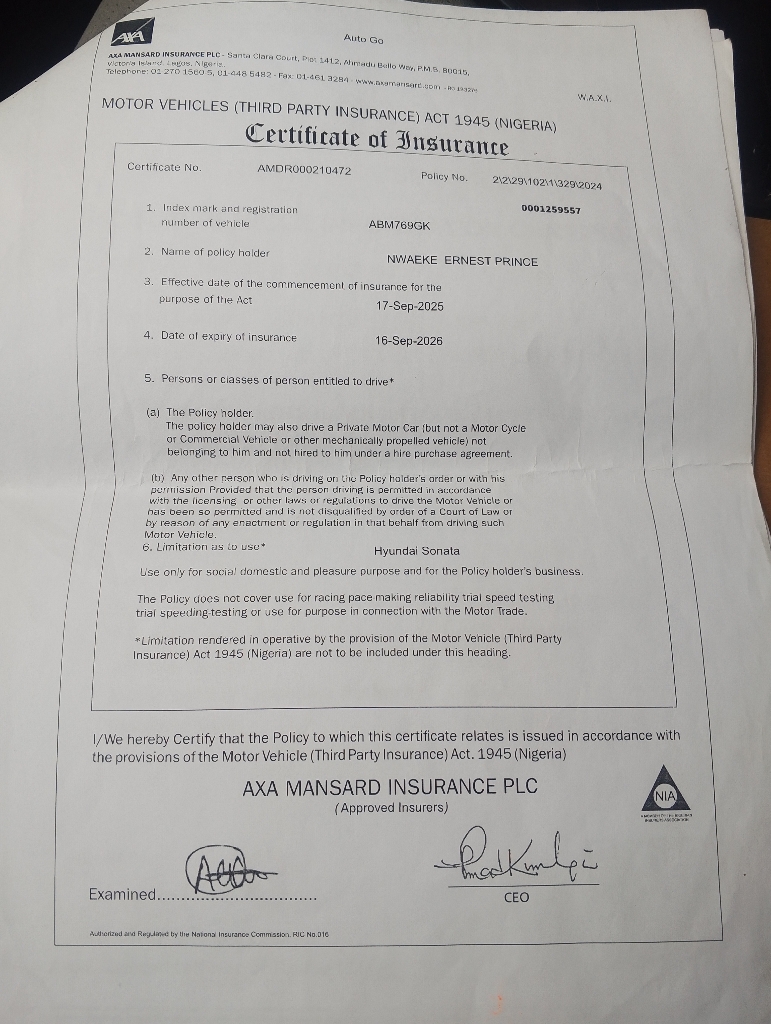 AXA
Auto Go
AXA MANSARD INSURANCE PLC - Santa Clara Court, Plot 1412, Ahmadu Bello Way, P.M.B. 80015,
Victoria Island, Lagos, Nigeria.
Telephone: 01-270 1560 5, 01-448 5482 - Fax: 01-461 3284 - www.axamansard.com -
W.A.X.I.
MOTOR VEHICLES (THIRD PARTY INSURANCE) ACT 1945 (NIGERIA)
Certificate of Insurance
Certificate No. AMDR000210472 Policy No. 2\2\29\102\1\329\2024
0001259557
1. Index mark and registration
number of vehicle ABM769GK
2. Name of policy holder NWAEKE ERNEST PRINCE
3. Effective date of the commencement of insurance for the
purpose of the Act 17-Sep-2025
4. Date of expiry of insurance 16-Sep-2026
5. Persons or classes of person entitled to drive*
(a) The Policy holder.
The policy holder may also drive a Private Motor Car (but not a Motor Cycle
or Commercial Vehicle or other mechanically propelled vehicle) not
belonging to him and not hired to him under a hire purchase agreement.
(b) Any other person who is driving on the Policy holder's order or with his
permission Provided that the person driving is permitted in accordance
with the licensing or other laws or regulations to drive the Motor Vehicle or
has been so permitted and is not disqualified by order of a Court of Law or
by reason of any enactment or regulation in that behalf from driving such
Motor Vehicle.
6. Limitation as to use* Hyundai Sonata
Use only for social domestic and pleasure purpose and for the Policy holder's business.
The Policy does not cover use for racing pace-making reliability trial speed testing
trial speeding-testing or use for purpose in connection with the Motor Trade.
*Limitation rendered in operative by the provision of the Motor Vehicle (Third Party
Insurance) Act 1945 (Nigeria) are not to be included under this heading.
I/We hereby Certify that the Policy to which this certificate relates is issued in accordance with
the provisions of the Motor Vehicle (Third Party Insurance) Act. 1945 (Nigeria)
AXA MANSARD INSURANCE PLC
(Approved Insurers)
NIA
Examined................................
CEO
Authorized and Regulated by the National Insurance Commission. RIC No.016